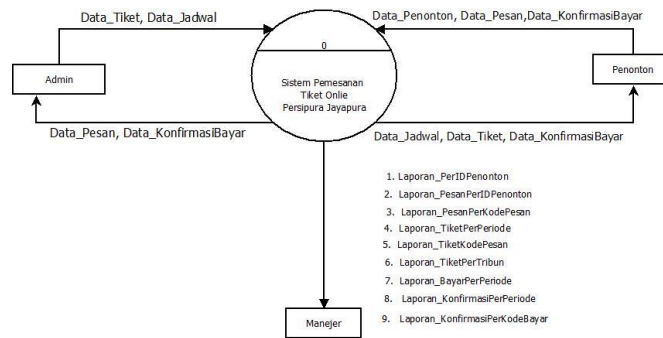 Data_Tiket, Data_Jadwal
Data_Penonton, Data_Pesan,Data_KonfirmasiBayar
0
Admin
Sistem Pemesanan
Tiket Onlie
Persipura Jayapura
Penonton
Data_Pesan, Data_KonfirmasiBayar
Data_Jadwal, Data_Tiket, Data_KonfirmasiBayar
1. Laporan_PerIDPenonton
2. Laporan_PesanPerIDPenonton
3. Laporan_PesanPerKodePesan
4. Laporan_TiketPerPeriode
5. Laporan_TiketKodePesan
6. Laporan_TiketPerTribun
7. Laporan_BayarPerPeriode
8. Laporan_KonfirmasiPerPeriode
9. Laporan_KonfirmasiPerKodeBayar
Manejer